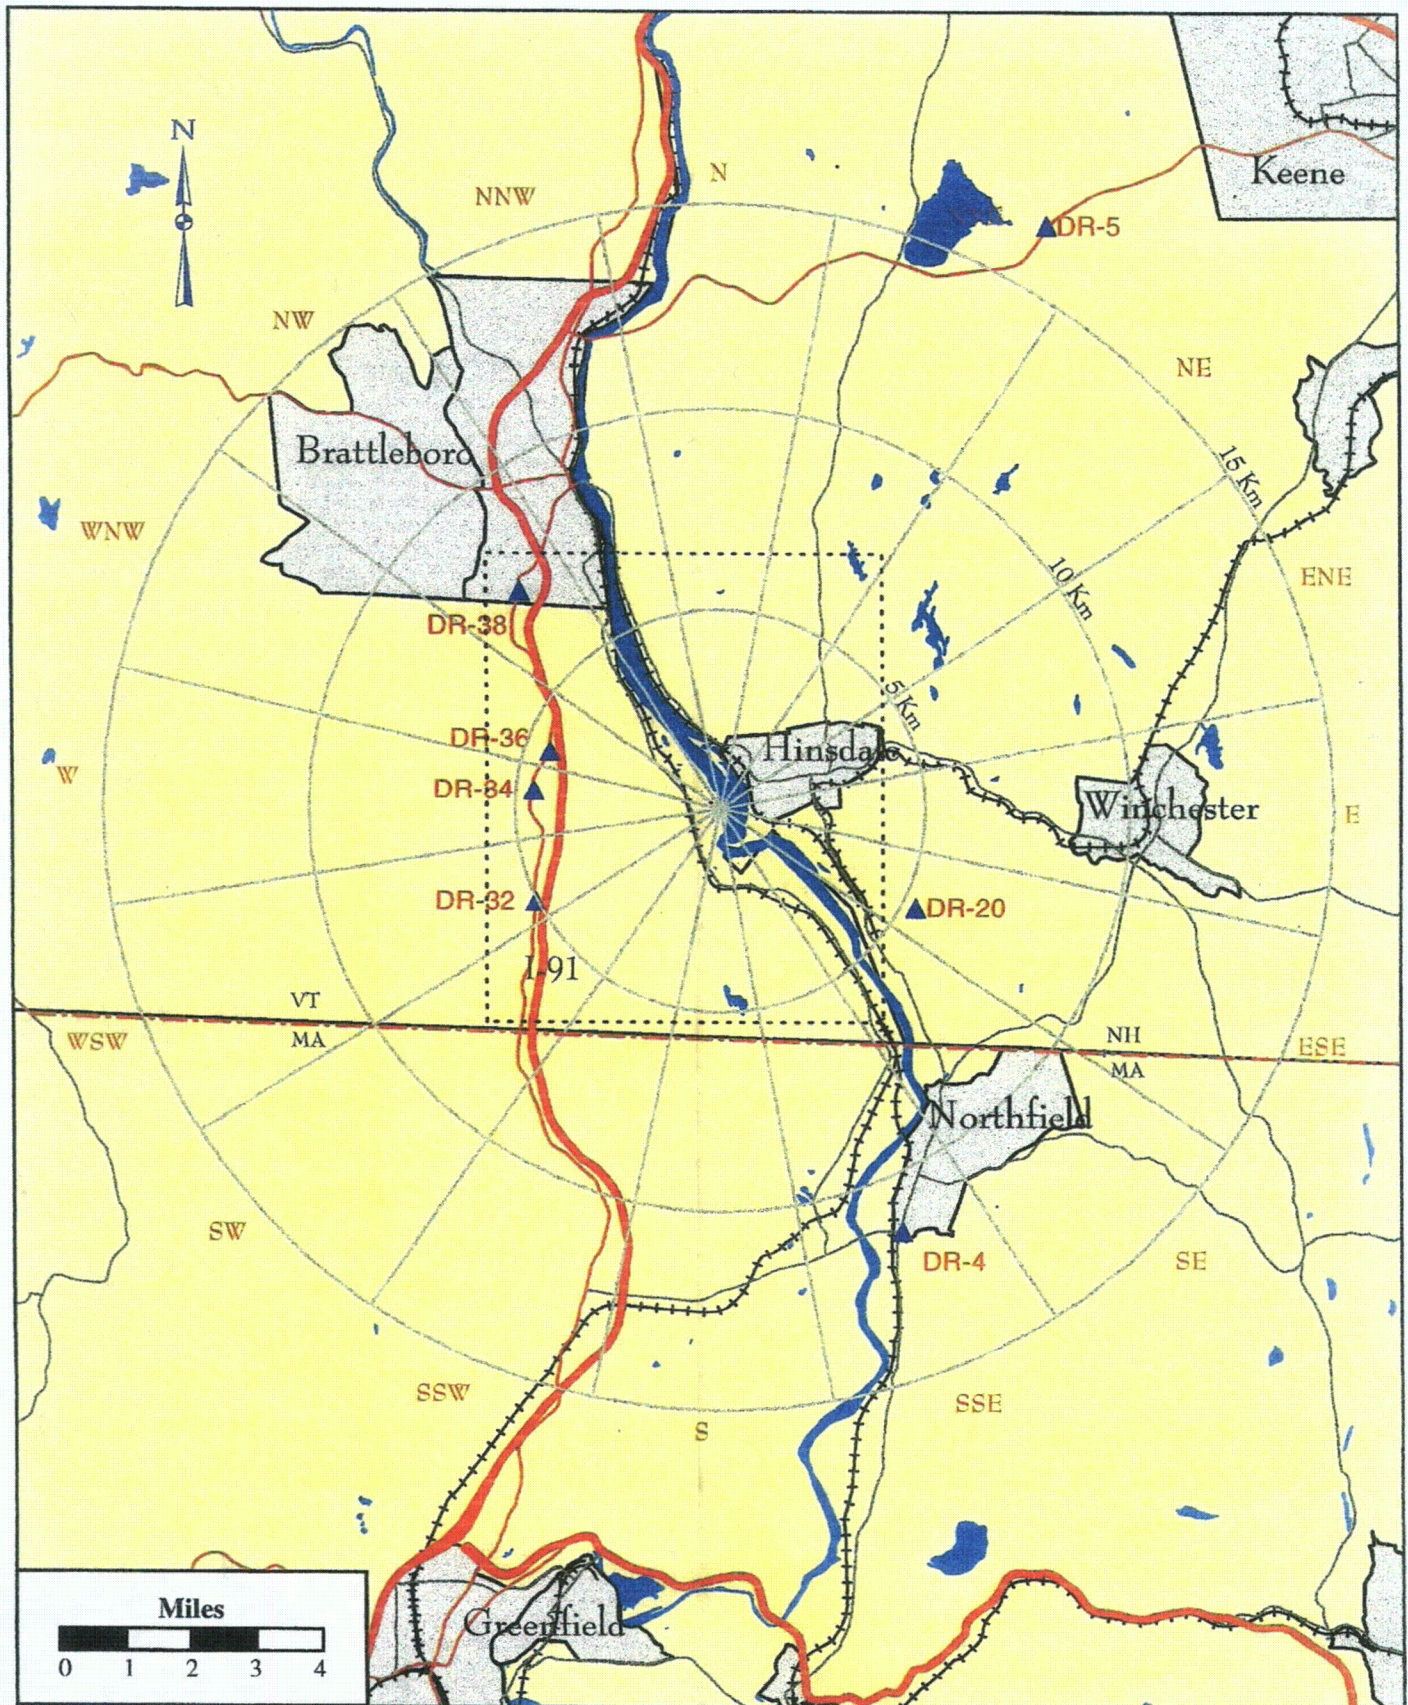 N
N
NNW
Keene
DR-5
NW
NE
Brattleboro
15 Km
WNW
10 Km
ENE
DR-38
5 Km
DR-36
Hinsdale
W
DR-34
Winchester
E
DR-32
DR-20
I-91
VT
WSW
MA
NH
ESE
MA
Northfield
SW
DR-4
SE
SSW
SSE
S
Miles
0 1 2 3 4
Greenfield